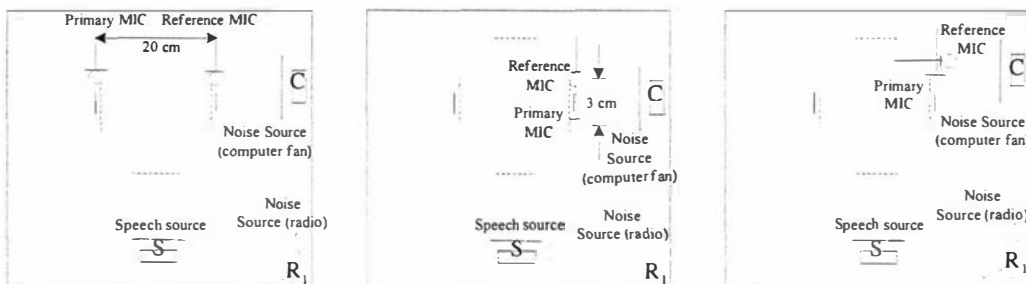 Primary MIC Reference MIC
20 cm
C
Noise Source
(computer fan)
Noise
Source (radio)
Speech source
S
R1
Reference
MIC
3 cm
C
Primary
MIC
Noise
Source
(computer fan)
Noise
Source (radio)
Speech source
S
R1
Reference
MIC
C
Primary
MIC
Noise Source
(computer fan)
Noise
Source (radio)
Speech source
S
R1